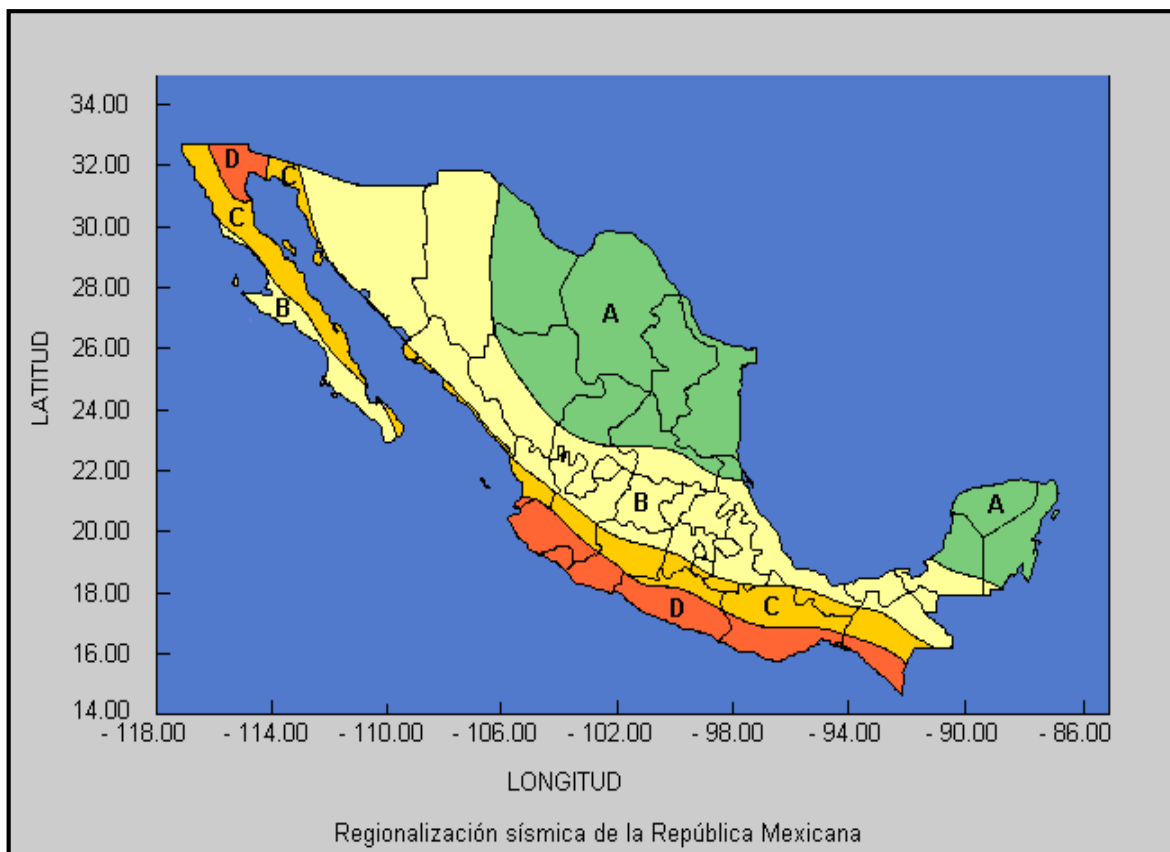 34.00
32.00
30.00
28.00
26.00
24.00
22.00
20.00
18.00
16.00
14.00
LATITUD
D
C
C
B
A
B
A
D
C
- 118.00 - 114.00 - 110.00 - 106.00 - 102.00 - 98.00 - 94.00 - 90.00 - 86.00
LONGITUD
Regionalización sísmica de la República Mexicana